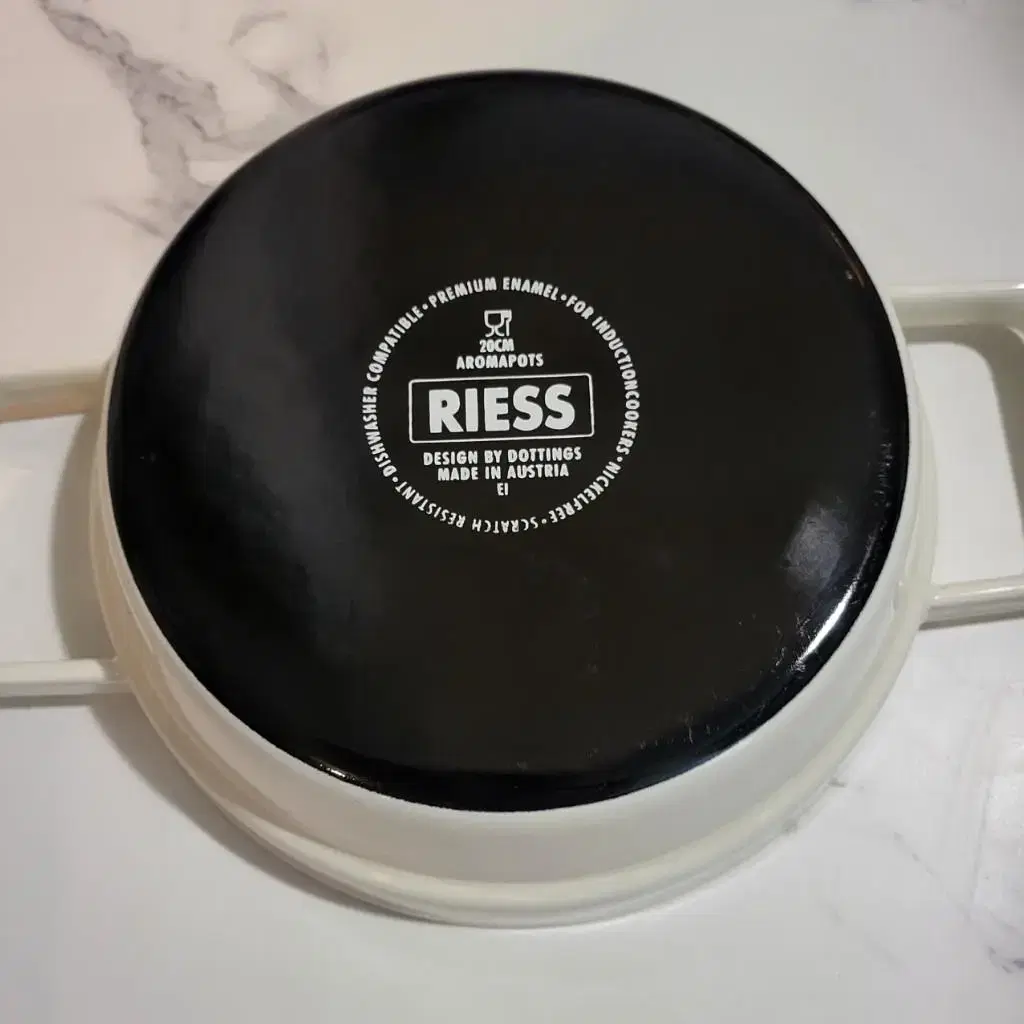 DISHWASHER COMPATIBLE • PREMIUM ENAMEL • FOR INDUCTIONCOOKERS • NICKELFREE • SCRATCH RESISTANT •
20CM
AROMAPOTS
RIESS
DESIGN BY DOTTINGS
MADE IN AUSTRIA
EI